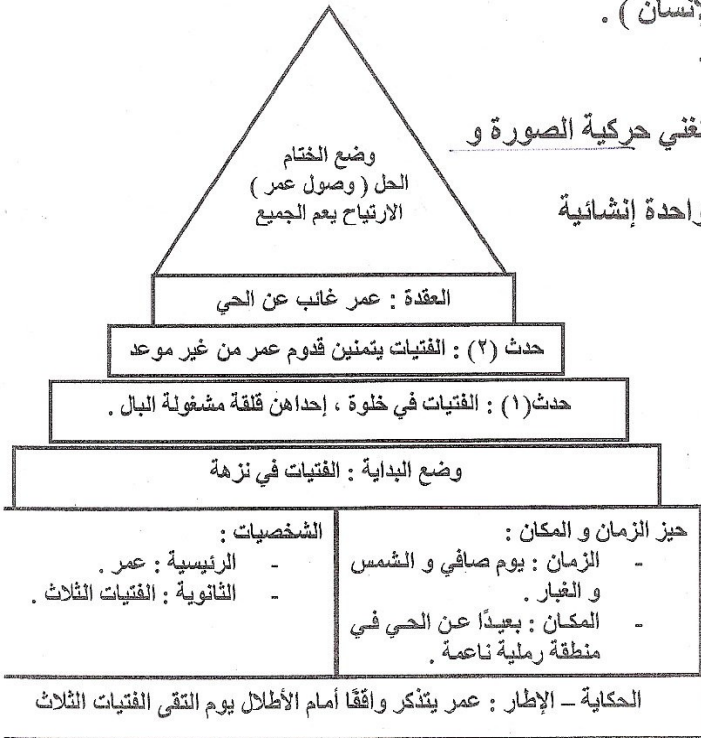 لإنسان ) .
.
حركية الصورة و
واحدة إنشائية
وضع الختام
الحل ( وصول عمر )
الارتياح يعم الجميع
العقدة : عمر غائب عن الحي
حدث (٢) : الفتيات يتمنين قدوم عمر من غير موعد
حدث(١) : الفتيات في خلوة ، إحداهن قلقة مشغولة البال .
وضع البداية : الفتيات في نزهة
حيز الزمان و المكان :
- الزمان : يوم صافي و الشمس
و الغبار .
- المكان : بعيدًا عن الحي في
منطقة رملية ناعمة .
الشخصيات :
- الرئيسية : عمر .
- الثانوية : الفتيات الثلاث .
الحكاية – الإطار : عمر يتذكر واقفًا أمام الأطلال يوم التقى الفتيات الثلاث